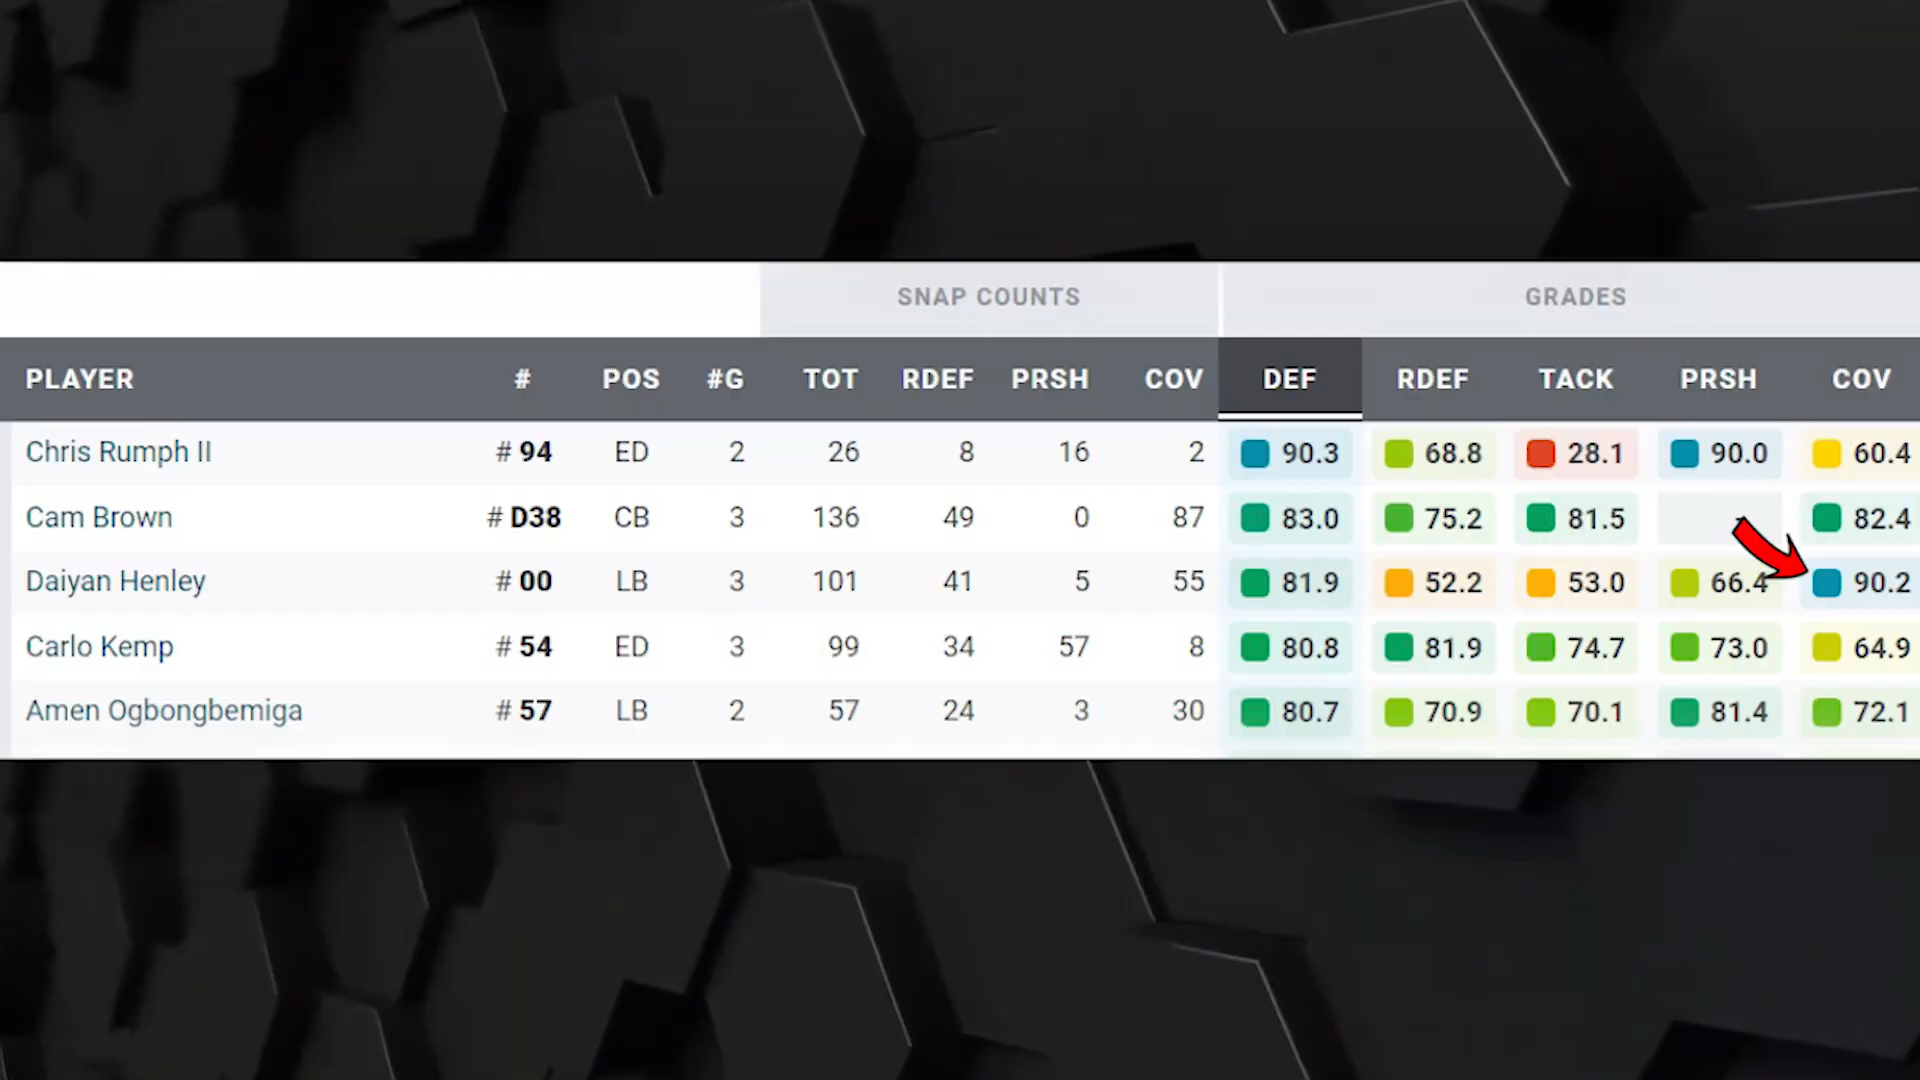 SNAP COUNTS GRADES
PLAYER # POS #G TOT RDEF PRSH COV DEF RDEF TACK PRSH COV
Chris Rumph II # 94 ED 2 26 8 16 2 90.3 68.8 28.1 90.0 60.4
Cam Brown # D38 CB 3 136 49 0 87 83.0 75.2 81.5 82.4
Daiyan Henley # 00 LB 3 101 41 5 55 81.9 52.2 53.0 66.4 90.2
Carlo Kemp # 54 ED 3 99 34 57 8 80.8 81.9 74.7 73.0 64.9
Amen Ogbongbemiga # 57 LB 2 57 24 3 30 80.7 70.9 70.1 81.4 72.1